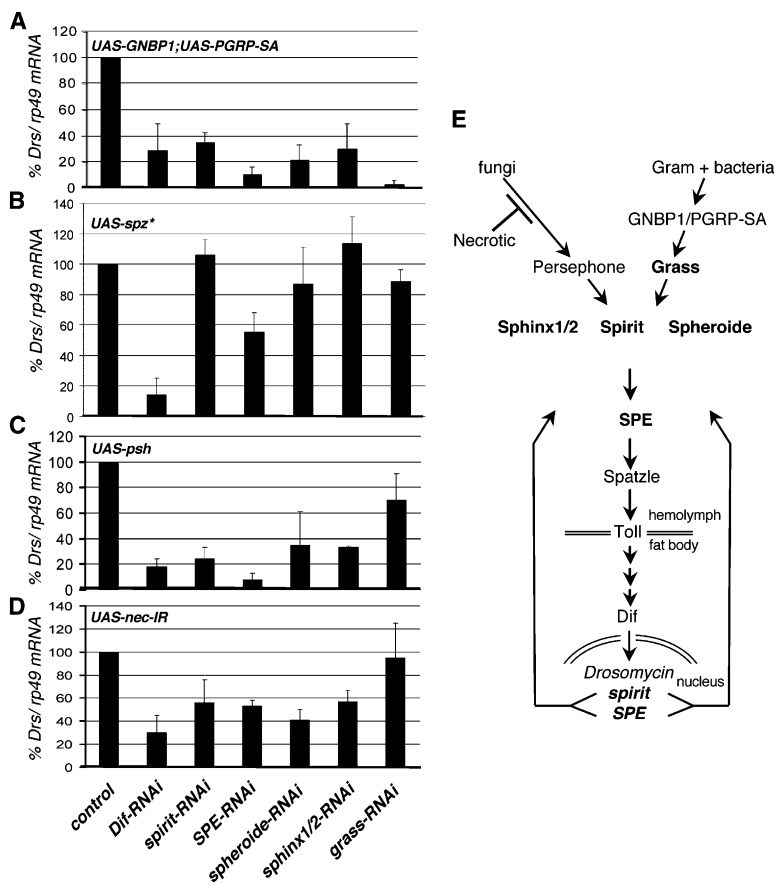 A
120
100
80
60
40
20
0
% Drs/ rp49 mRNA
UAS-GNBP1;UAS-PGRP-SA
B
140
120
100
80
60
40
20
0
% Drs/ rp49 mRNA
UAS-spz*
C
120
100
80
60
40
20
0
% Drs/ rp49 mRNA
UAS-psh
D
140
120
100
80
60
40
20
0
% Drs/ rp49 mRNA
UAS-nec-IR
control
Dif-RNAi
spirit-RNAi
SPE-RNAi
spheroide-RNAi
sphinx1/2-RNAi
grass-RNAi
E
fungi
Gram + bacteria
GNBP1/PGRP-SA
Necrotic
Persephone
Grass
Sphinx1/2 Spirit Spheroide
SPE
Spatzle
hemolymph
Toll
fat body
Dif
Drosomycin
nucleus
spirit
SPE